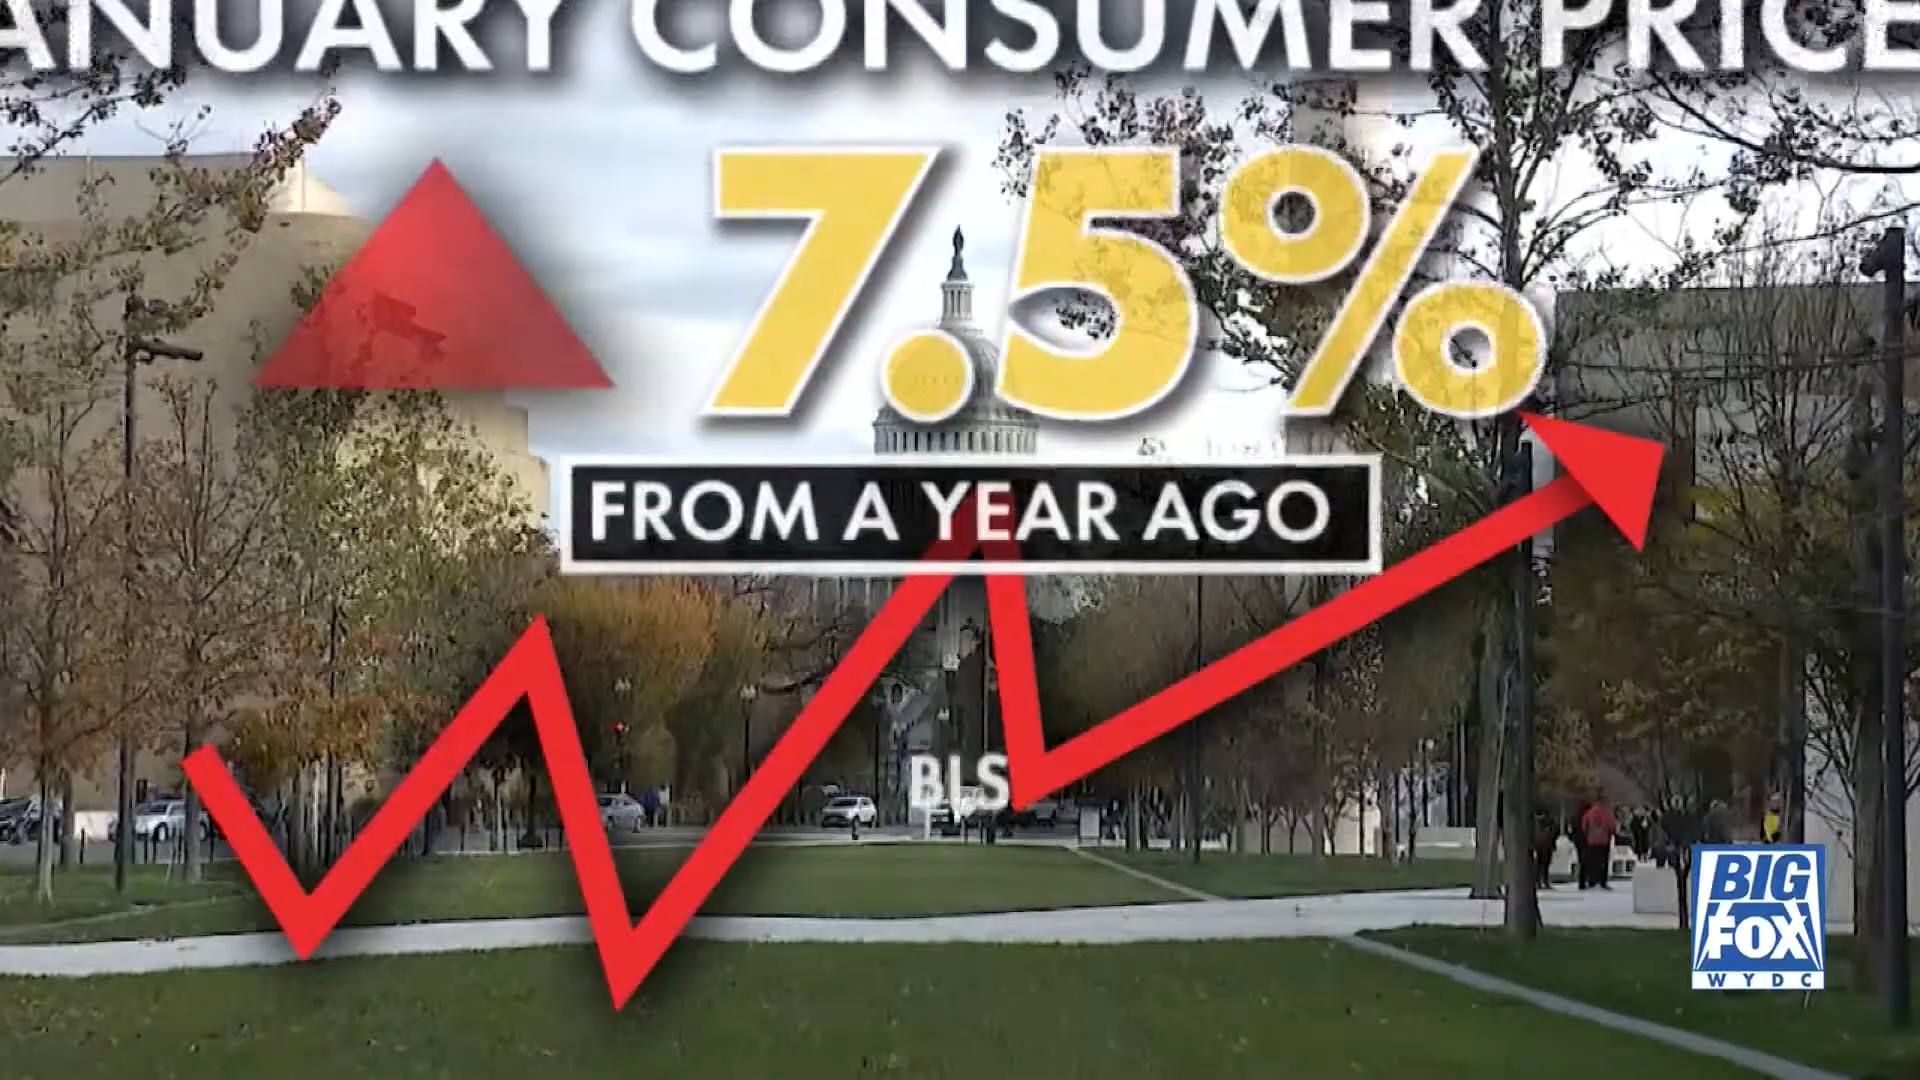 ANUARY CONSUMER PRICE
7.5%
FROM A YEAR AGO
BLS
BIG
FOX
WYDC